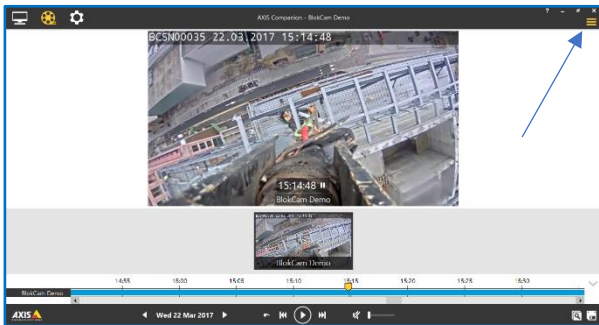 AXIS Companion - BlokCam Demo
BCSN00035 22.03.2017 15:14:48
15:14:48
BlokCam Demo
BlokCam Demo
14:55 15:00 15:05 15:10 15:15 15:20 15:25 15:30
BlokCam Demo
AXIS
Wed 22 Mar 2017